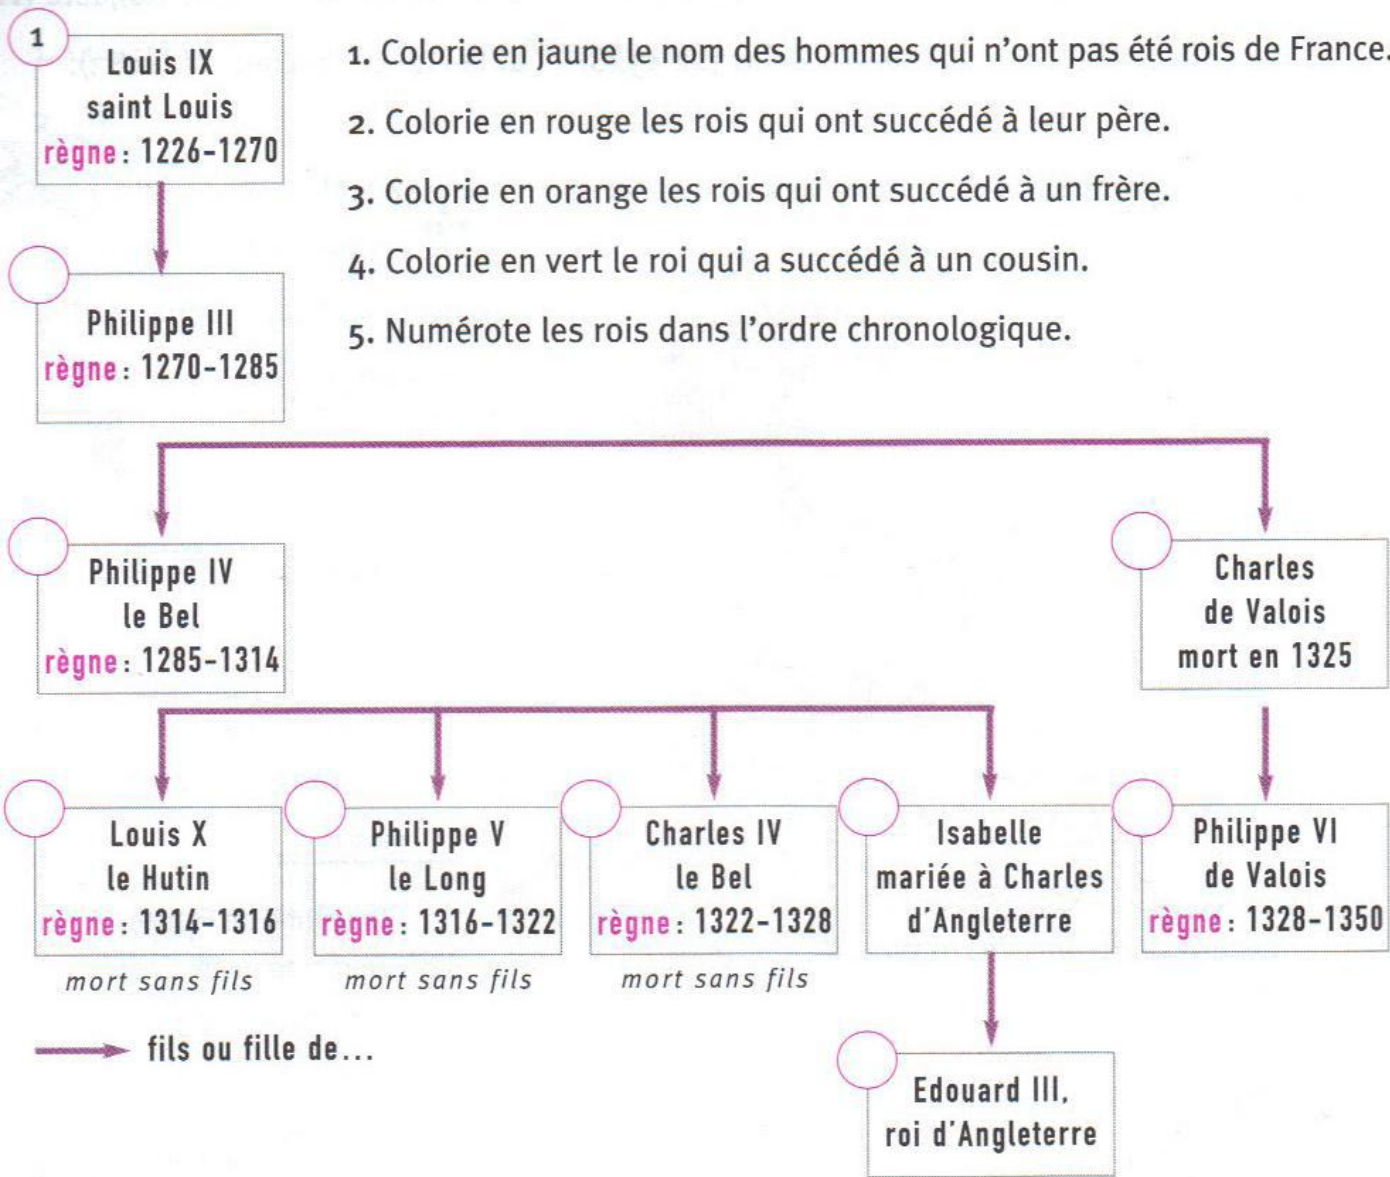 1
Louis IX
saint Louis
règne : 1226-1270
1. Colorie en jaune le nom des hommes qui n'ont pas été rois de France.
2. Colorie en rouge les rois qui ont succédé à leur père.
3. Colorie en orange les rois qui ont succédé à un frère.
4. Colorie en vert le roi qui a succédé à un cousin.
5. Numérote les rois dans l'ordre chronologique.
Philippe III
règne : 1270-1285
Philippe IV
le Bel
règne : 1285-1314
Charles
de Valois
mort en 1325
Louis X
le Hutin
règne : 1314-1316
mort sans fils
Philippe V
le Long
règne : 1316-1322
mort sans fils
Charles IV
le Bel
règne : 1322-1328
mort sans fils
Isabelle
mariée à Charles
d'Angleterre
Philippe VI
de Valois
règne : 1328-1350
fils ou fille de...
Edouard III,
roi d'Angleterre